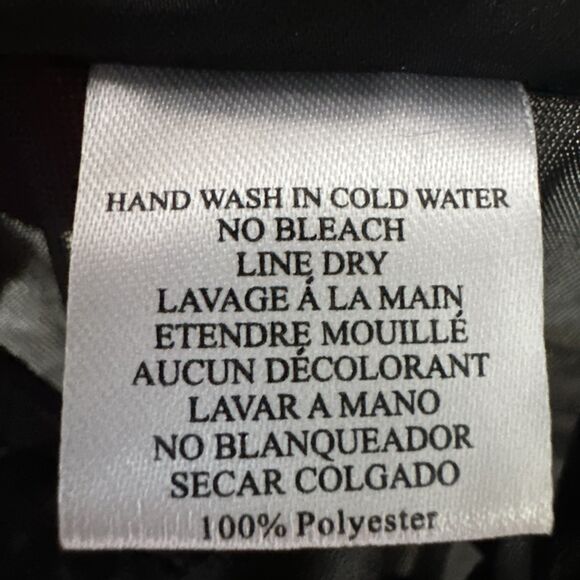 HAND WASH IN COLD WATER
NO BLEACH
LINE DRY
LAVAGE Á LA MAIN
ETENDRE MOUILLÉ
AUCUN DÉCOLORANT
LAVAR A MANO
NO BLANQUEADOR
SECAR COLGADO
100% Polyester